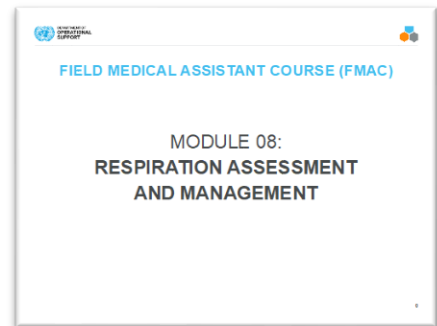 DEPARTMENT OF
OPERATIONAL
SUPPORT
FIELD MEDICAL ASSISTANT COURSE (FMAC)
MODULE 08:
RESPIRATION ASSESSMENT
AND MANAGEMENT